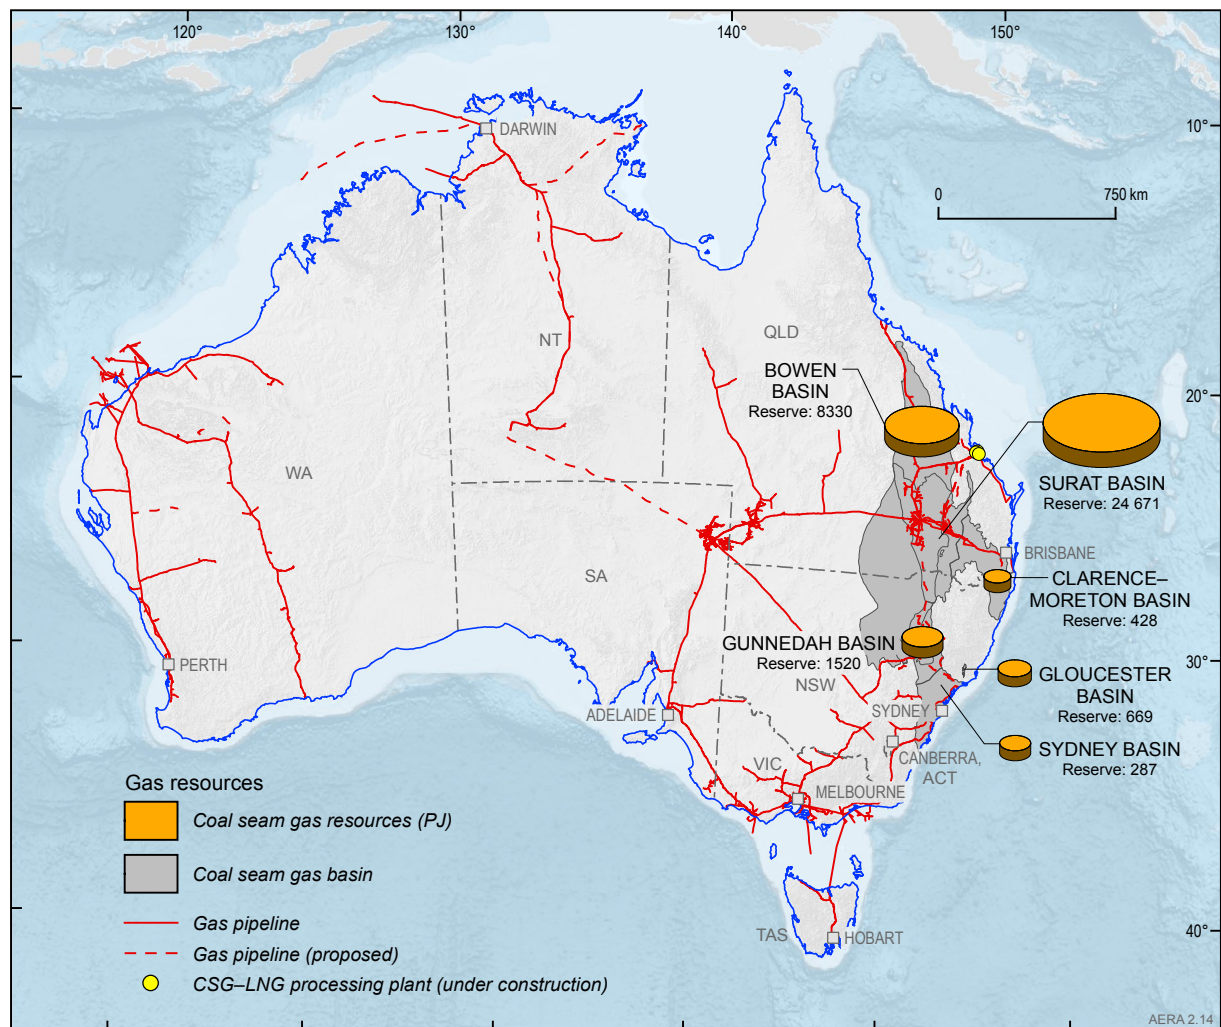 120°
130°
140°
150°
DARWIN
10°
0
750 km
NT
QLD
BOWEN
BASIN
Reserve: 8330
20°
WA
SURAT BASIN
Reserve: 24 671
BRISBANE
SA
CLARENCE–
MORETON BASIN
Reserve: 428
GUNNEDAH BASIN
Reserve: 1520
PERTH
30°
NSW
GLOUCESTER
BASIN
Reserve: 669
ADELAIDE
SYDNEY
SYDNEY BASIN
Reserve: 287
CANBERRA,
ACT
VIC
MELBOURNE
Gas resources
Coal seam gas resources (PJ)
Coal seam gas basin
Gas pipeline
Gas pipeline (proposed)
CSG–LNG processing plant (under construction)
TAS
HOBART
40°
AERA 2.14